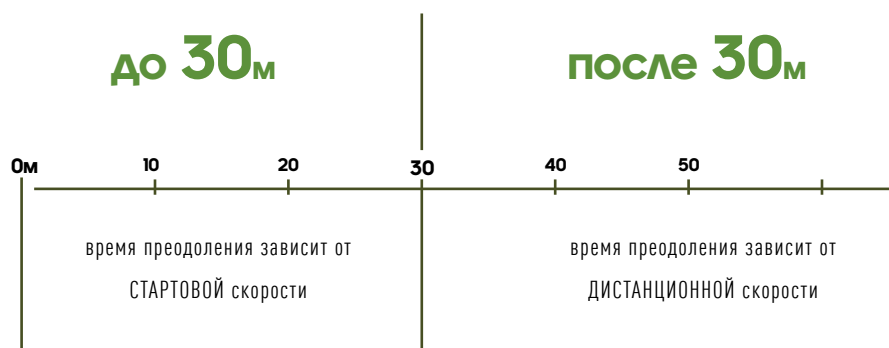 до 30м
после 30м
0м 10 20 30 40 50
время преодоления зависит от
СТАРТОВОЙ скорости
время преодоления зависит от
ДИСТАНЦИОННОЙ скорости